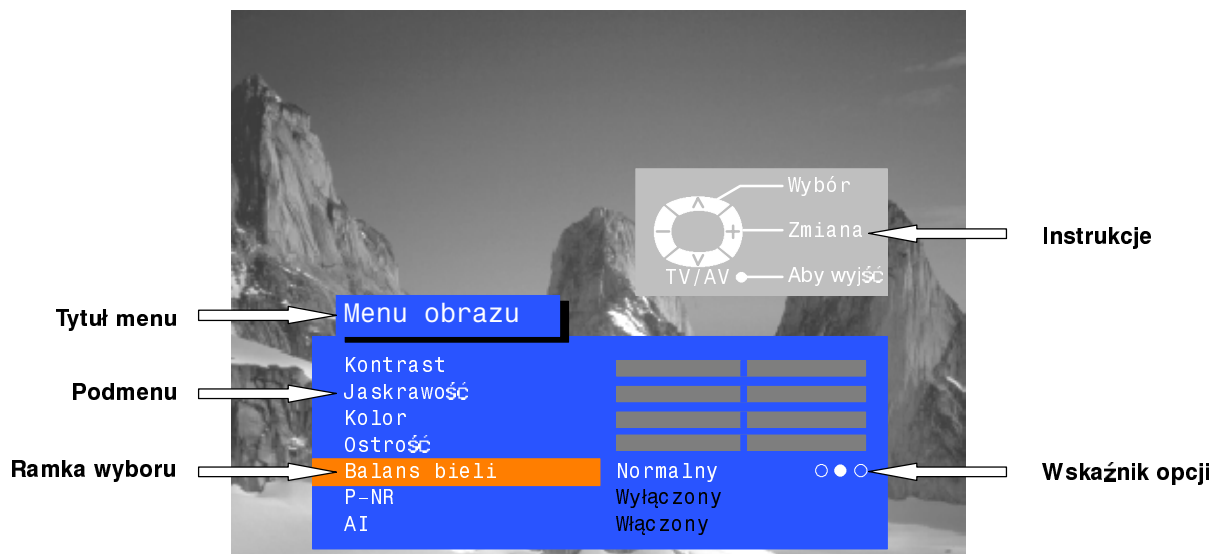 Wybór
Zmiana
TV/AV Aby wyjść
Instrukcje
Tytuł menu
Menu obrazu
Podmenu
Kontrast
Jaskrawość
Kolor
Ostrość
Ramka wyboru
Balans bieli Normalny
Wskaźnik opcji
P-NR Wyłączony
AI Włączony